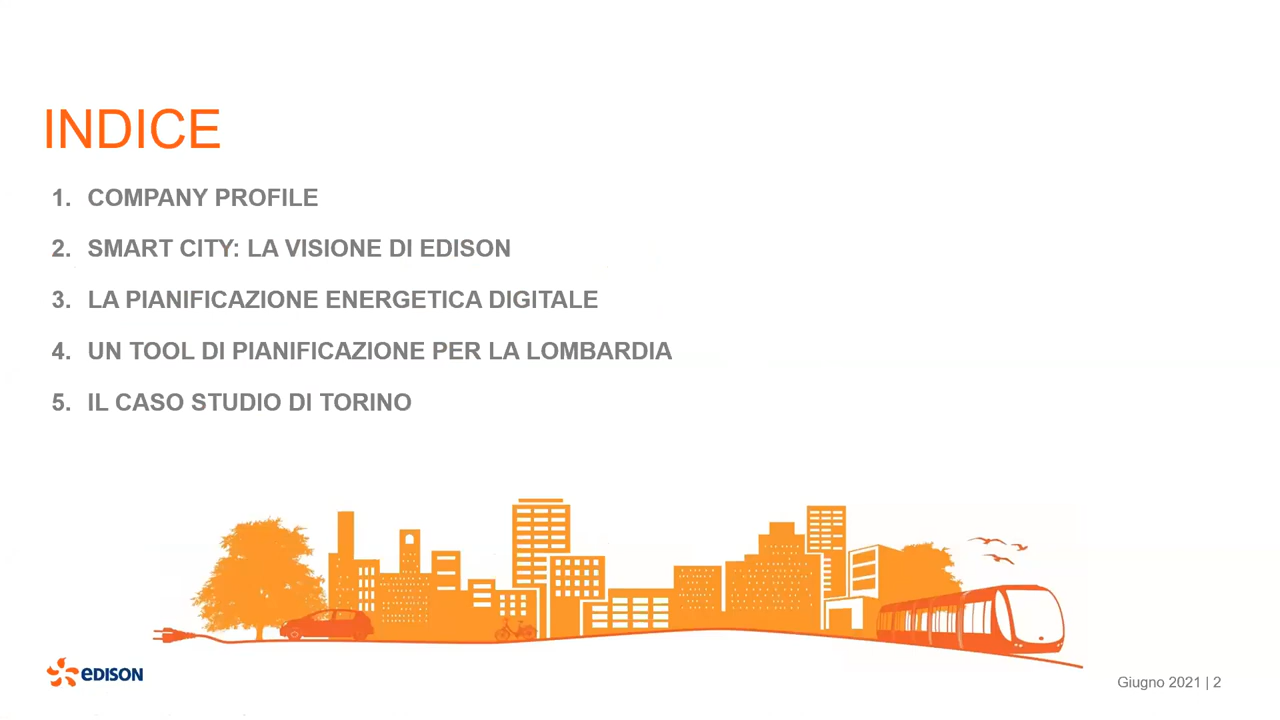 INDICE
1. COMPANY PROFILE
2. SMART CITY: LA VISIONE DI EDISON
3. LA PIANIFICAZIONE ENERGETICA DIGITALE
4. UN TOOL DI PIANIFICAZIONE PER LA LOMBARDIA
5. IL CASO STUDIO DI TORINO
eDISON
Giugno 2021 | 2